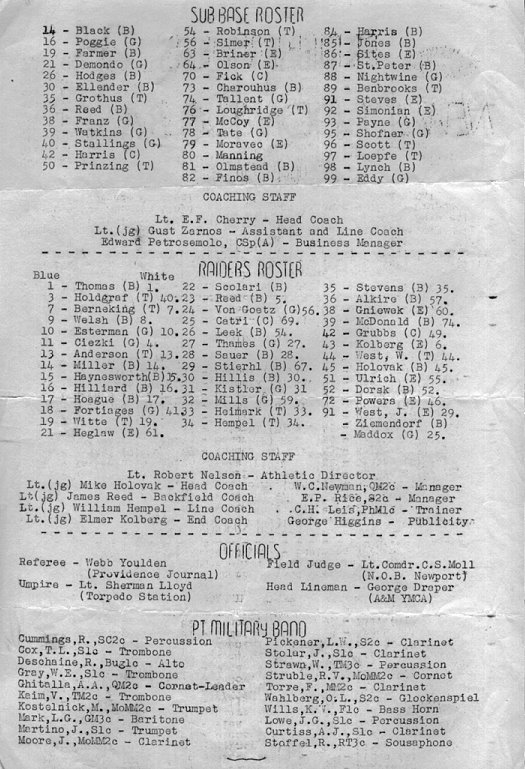 SUB BASE ROSTER
14 - Black (B) 54 - Robinson (T) 84 - Harris (B)
16 - Poggie (G) 56 - Simer (T) 85 - Jones (B)
19 - Farmer (B) 63 - Briner (E) 86 - Sites (E)
21 - Demondo (G) 64 - Olson (E) 87 - St.Peter (B)
26 - Hodges (B) 70 - Fick (C) 88 - Nightwine (G)
30 - Ellender (B) 73 - Charouhus (B) 89 - Benbrooks (T)
35 - Grothus (T) 74 - Tallent (G) 91 - Steves (E)
36 - Reed (B) 76 - Loughridge (T) 92 - Simonian (E)
38 - Franz (G) 77 - McCoy (E) 93 - Payne (G)
39 - Watkins (G) 78 - Tate (G) 95 - Shofner (G)
40 - Stallings (G) 79 - Moravec (E) 96 - Scott (T)
42 - Harris (C) 80 - Manning 97 - Loepfe (T)
50 - Prinzing (T) 81 - Olmstead (B) 98 - Lynch (B)
82 - Finos (B) 99 - Eddy (G)
COACHING STAFF
Lt. E.F. Cherry - Head Coach
Lt.(jg) Gust Zarnos - Assistant and Line Coach
Edward Petrosemolo, CSp(A) - Business Manager
RAIDERS ROSTER
Blue White
1 - Thomas (B) 1. 22 - Scolari (B) 35 - Stevens (B) 35.
3 - Holdgraf (T) 40. 23 - Reed (B) 5. 36 - Alkire (B) 57.
7 - Berneking (T) 7. 24 - Von Goetz (G) 56. 38 - Gniewek (E) 60.
9 - Welsh (B) 8. 25 - Catri (C) 69. 39 - McDonald (B) 74.
10 - Esterman (G) 10. 26 - Leek (B) 54. 42 - Grubbs (C) 49.
11 - Ciezki (G) 4. 27 - Thames (G) 27. 43 - Kolberg (E) 6.
13 - Anderson (T) 13. 28 - Sauer (B) 28. 44 - West, W. (T) 44.
14 - Miller (B) 14. 29 - Stierhl (B) 67. 45 - Holovak (B) 45.
15 - Haynesworth(B) 15. 30 - Hillis (B) 30. 51 - Ulrich (E) 55.
16 - Hilliard (B) 16. 31 - Kistler (G) 31 52 - Dorsk (B) 52.
17 - Hoague (B) 17. 32 - Mills (G) 59. 72 - Powers (E) 46.
18 - Fortiages (G) 41. 33 - Heimark (T) 33. 91 - West, J. (E) 29.
19 - Witte (T) 19. 34 - Hempel (T) 34. - Ziemendorf (B)
21 - Heglaw (E) 61. - Maddox (G) 25.
COACHING STAFF
Lt. Robert Nelson - Athletic Director
Lt.(jg) Mike Holovak - Head Coach W.C.Newman, QM2c - Manager
Lt(jg) James Reed - Backfield Coach E.P. Rice,S2c - Manager
Lt.(jg) William Hempel - Line Coach C.H. Leis,PhM1c - Trainer
Lt.(jg) Elmer Kolberg - End Coach George Higgins - Publicity
OFFICIALS
Referee - Webb Youlden Field Judge - Lt.Comdr.C.S.Moll
(Providence Journal) (N.O.B. Newport)
Umpire - Lt. Sherman Lloyd Head Lineman - George Draper
(Torpedo Station) (A&M YMCA)
PT MILITARY BAND
Cummings,R.,SC2c - Percussion Pickener,L.W.,S2c - Clarinet
Cox,T.L.,S1c - Trombone Stolar,J.,S1c - Clarinet
Deschaine,R.,Buglc - Alto Strawn,W.,TM3c - Percussion
Gray,W.E.,S1c - Trombone Struble,R.V.,MoMM2c - Cornet
Ghitalla,A.A.,QM2c - Cornet-Leader Torre,F.,MM2c - Clarinet
Kaim,V.,TM2c - Trombone Wahlberg,O.L.,S2c - Glockenspiel
Kostelnick,M.,MoMM2c - Trumpet Wills,K.V.,F1c - Bass Horn
Mark,L.G.,GM3c - Baritone Lowe,J.G.,S1c - Percussion
Martino,J.,S1c - Trumpet Curtiss,A.J.,S1c - Clarinet
Moore,J.,MoMM2c - Clarinet Stoffel,R.,RT3c - Sousaphone